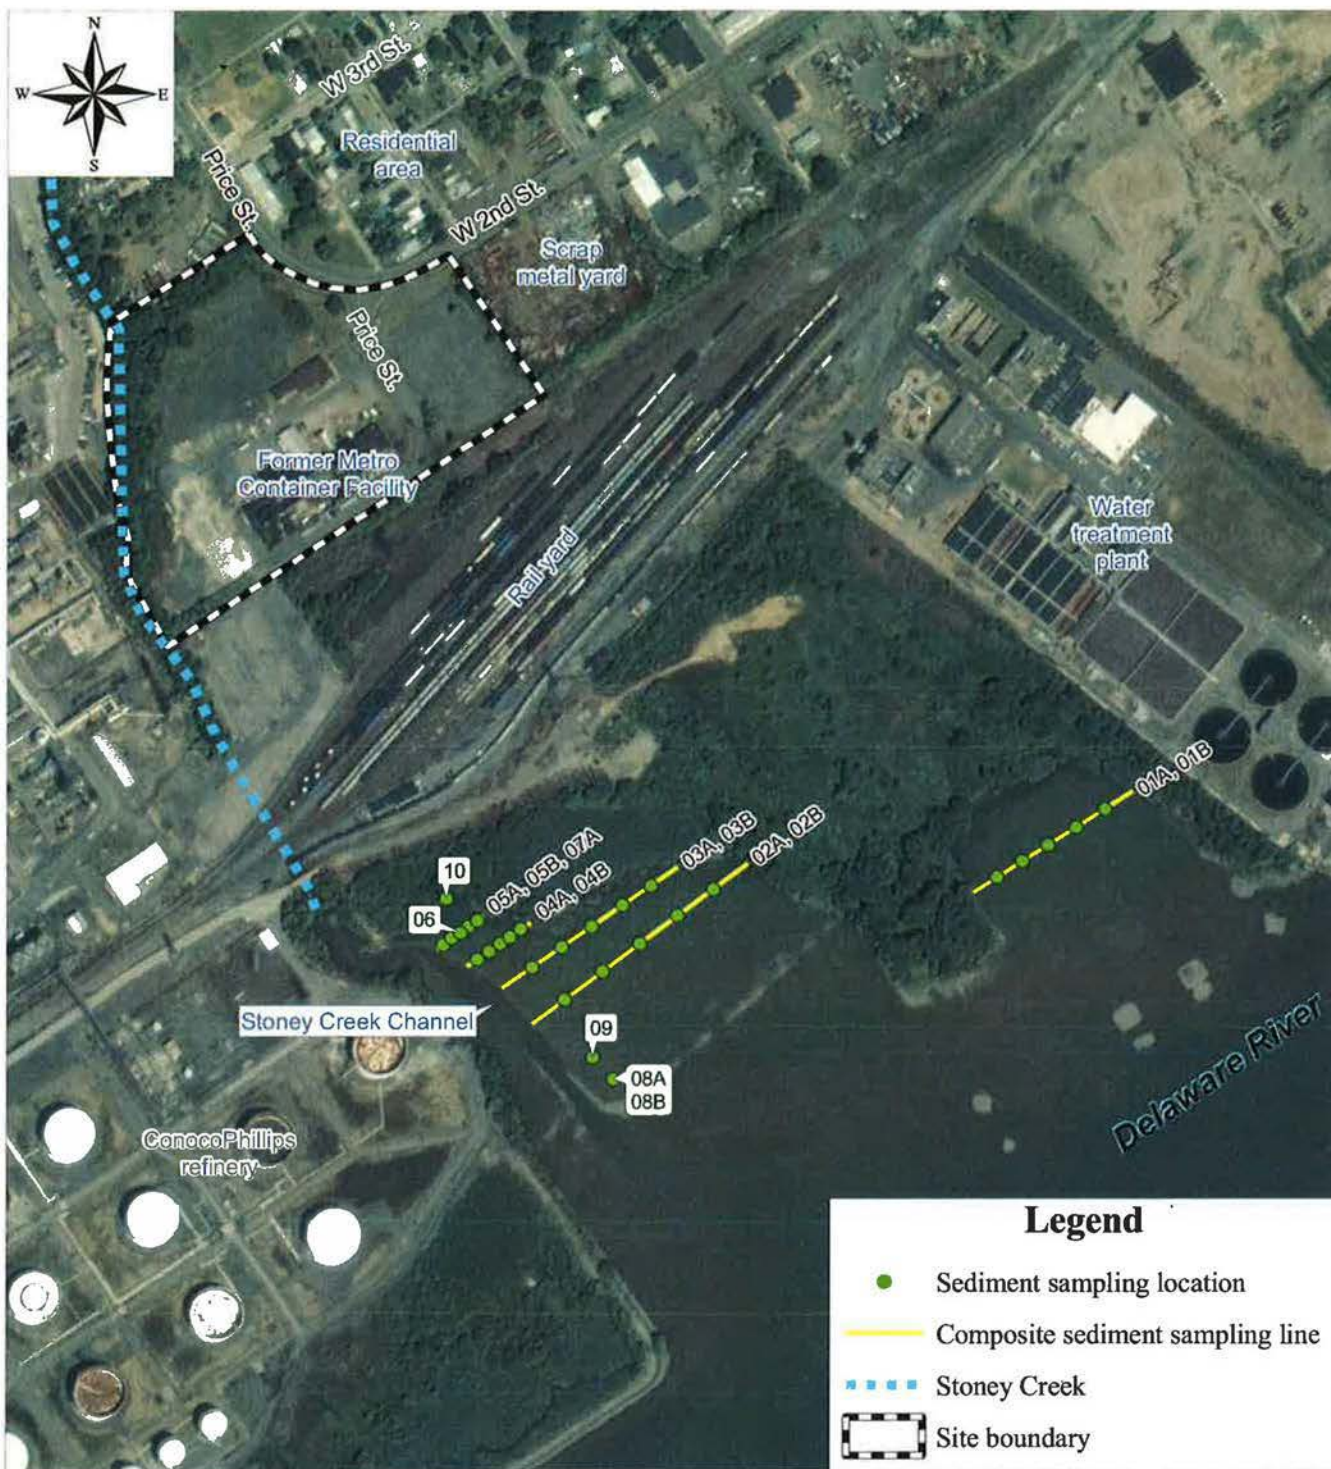 N
W E
S
W 3rd St.
Residential
area
Price St.
W 2nd St.
Scrap
metal yard
Price St.
Former Metro
Container Facility
Rail yard
Water
treatment
plant
01A, 01B
02A, 02B
03A, 03B
04A, 04B
05A, 05B, 07A
10
06
Stoney Creek Channel
09
08A
08B
Delaware River
ConocoPhillips
refinery
Legend
Sediment sampling location
Composite sediment sampling line
Stoney Creek
Site boundary